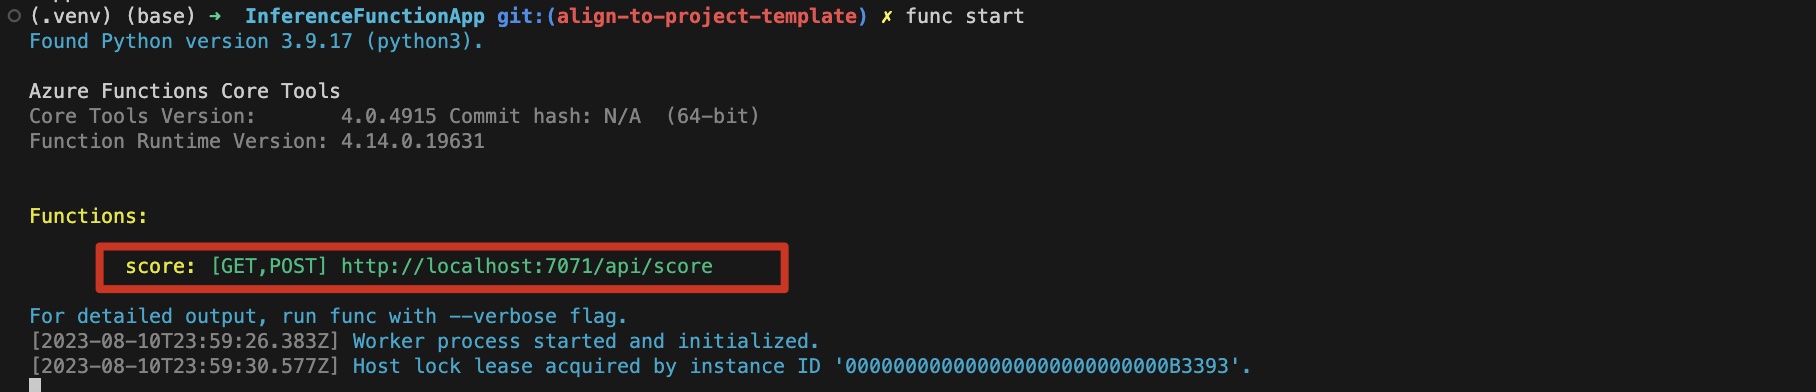 (.venv) (base) ➜  InferenceFunctionApp git:(align-to-project-template) ✗ func start
Found Python version 3.9.17 (python3).
Azure Functions Core Tools
Core Tools Version:       4.0.4915 Commit hash: N/A  (64-bit)
Function Runtime Version: 4.14.0.19631
Functions:
score: [GET,POST] http://localhost:7071/api/score
For detailed output, run func with --verbose flag.
[2023-08-10T23:59:26.383Z] Worker process started and initialized.
[2023-08-10T23:59:30.577Z] Host lock lease acquired by instance ID '000000000000000000000000000B3393'.